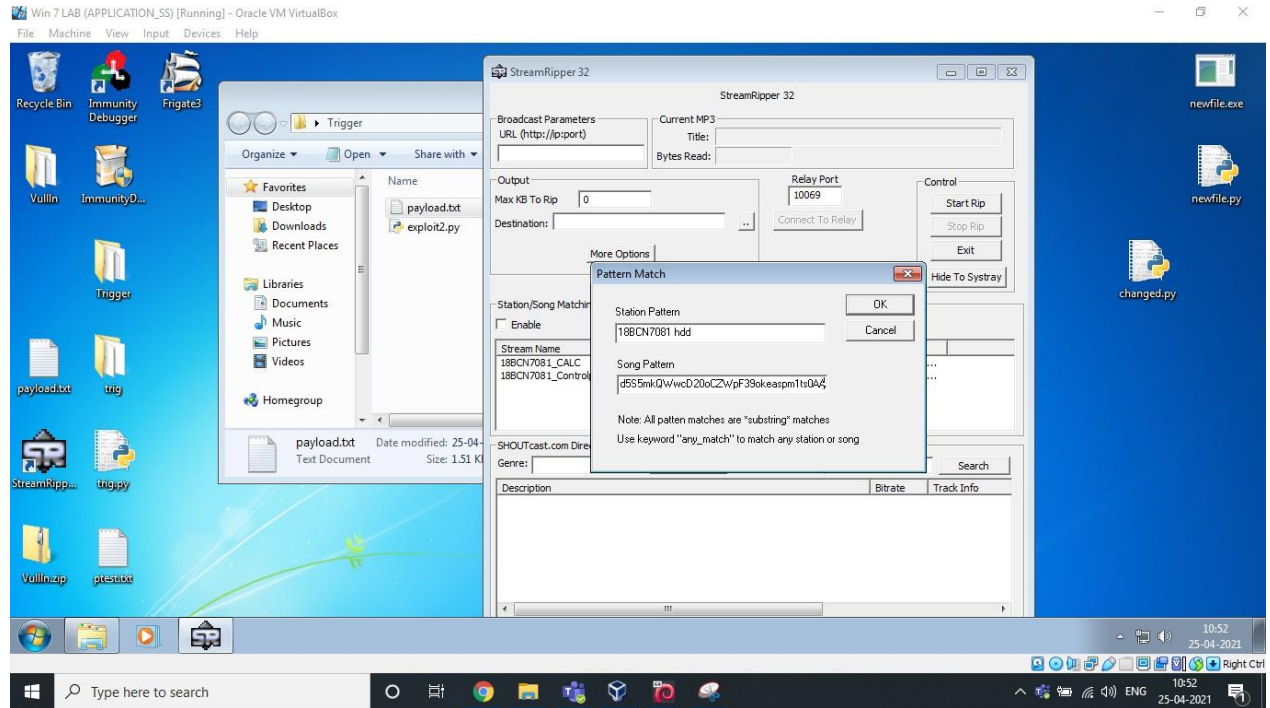 Win 7 LAB (APPLICATION_SS) [Running] - Oracle VM VirtualBox
File Machine View Input Devices Help
Recycle Bin
Immunity Debugger
Frigate3
VullIn
ImmunityD...
Trigger
payload.txt
trig
StreamRipp...
trig.py
VullIn.zip
ptest.txt
Trigger
Organize
Open
Share with
Favorites
Desktop
Downloads
Recent Places
Libraries
Documents
Music
Pictures
Videos
Homegroup
Name
payload.txt
exploit2.py
payload.txt Date modified: 25-04-
Text Document Size: 1.51 K
StreamRipper 32
StreamRipper 32
Broadcast Parameters
URL (http://ip:port)
Current MP3
Title:
Bytes Read:
Output
Max KB To Rip 0
Destination: ..
More Options
Relay Port
10069
Connect To Relay
Control
Start Rip
Stop Rip
Exit
Hide To Systray
Station/Song Matchin
Enable
Stream Name
18BCN7081_CALC ...
18BCN7081_Control ...
Pattern Match
Station Pattern
18BCN7081 hdd
OK
Cancel
Song Pattern
Note: All patten matches are *substring* matches
Use keyword "any_match" to match any station or song
SHOUTcast.com Dire
Genre:
Search
Description Bitrate Track Info
newfile.exe
newfile.py
changed.py
10:52
25-04-2021
Right Ctrl
Type here to search
ENG
10:52
25-04-2021
1